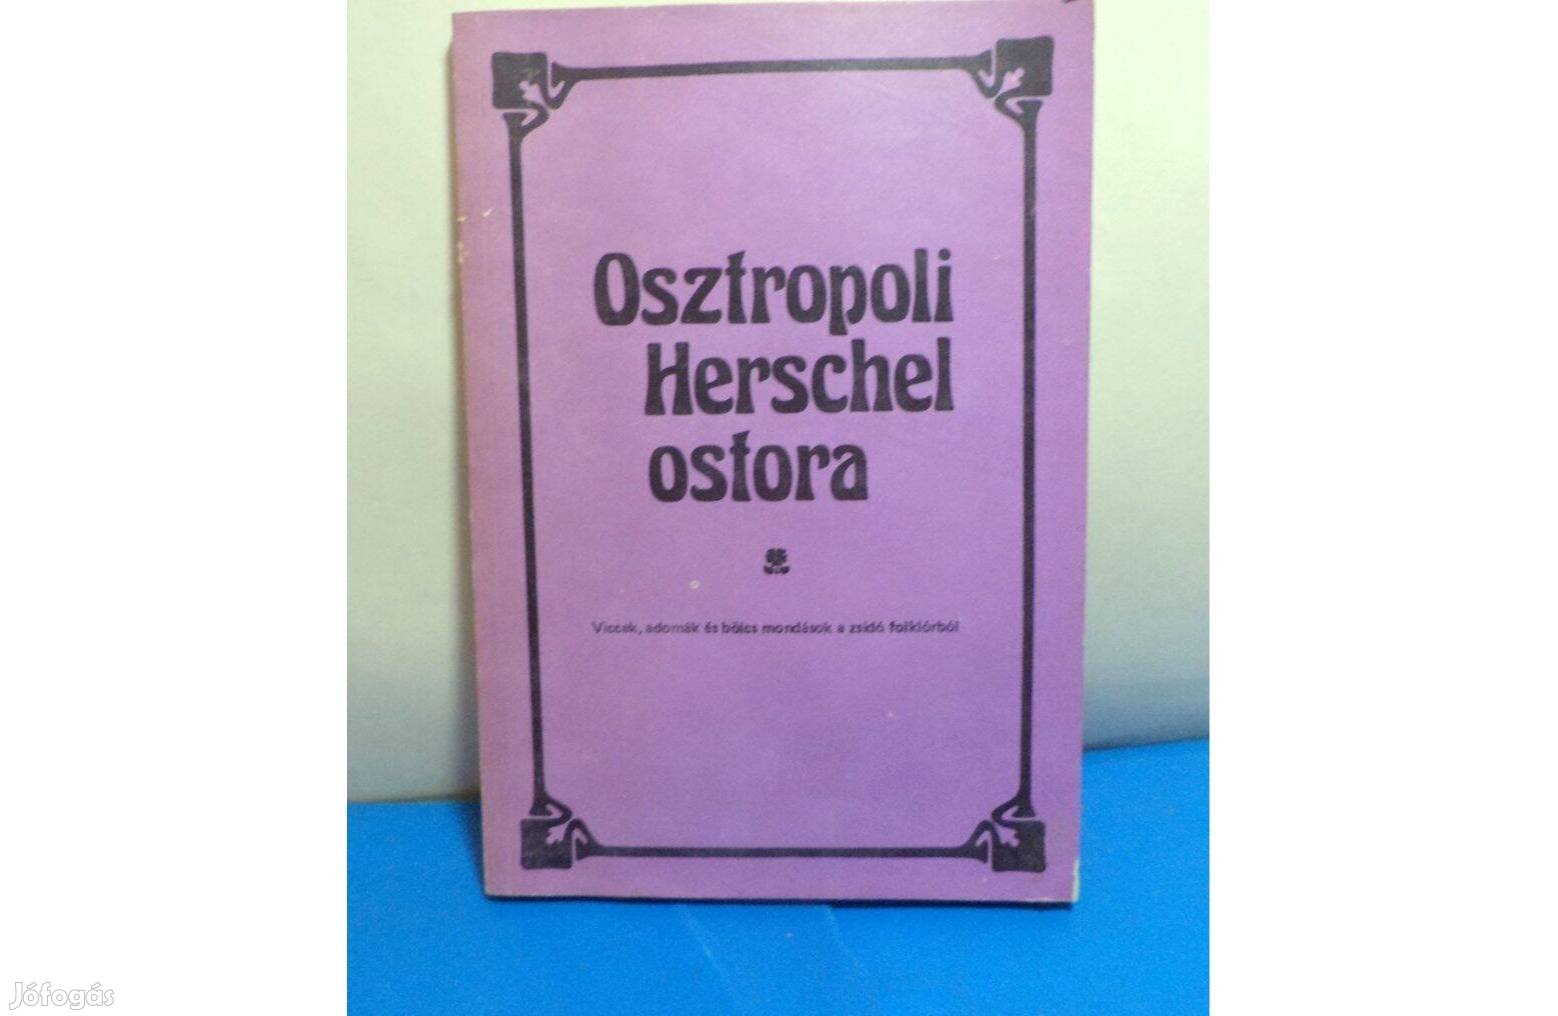 Osztropoli
Herschel
ostora
Viccek, adomák és bölcs mondások a zsidó folklórból
Jófogás